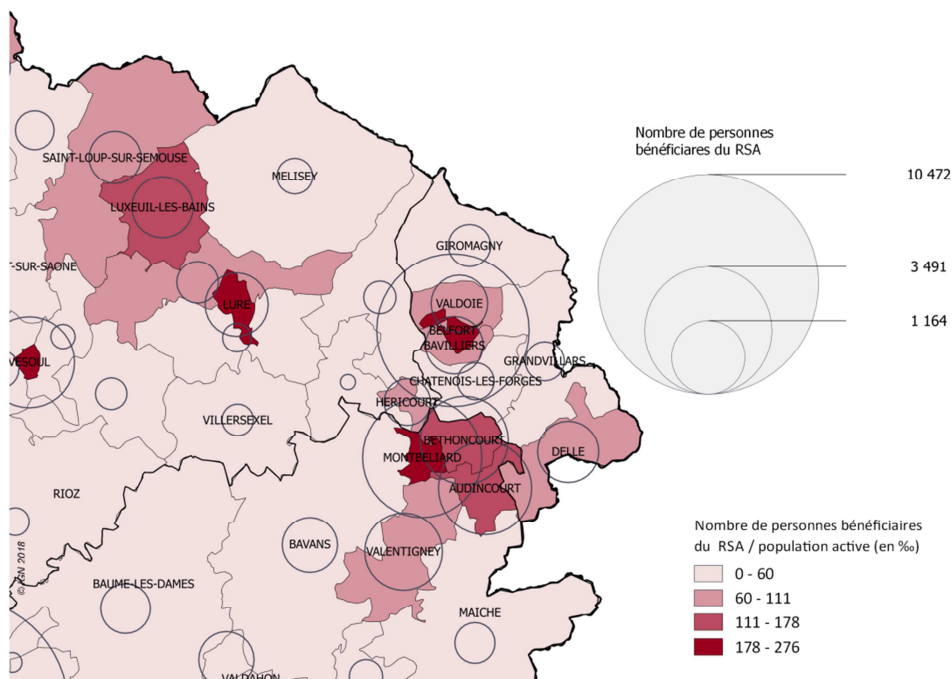 Nombre de personnes
bénéficiares du RSA
10 472
3 491
1 164
SAINT-LOUP-SUR-SEMOUSE
MELISEY
LUXEUIL-LES-BAINS
GIROMAGNY
T-SUR-SAONE
LURE
VALDOIE
BELFORT
BAVILLIERS
VESOUL
GRANDVILLARS
CHATENOIS-LES-FORGES
HERICOURT
VILLERSEXEL
BETHONCOURT
MONTBELIARD
DELLE
AUDINCOURT
RIOZ
BAVANS
VALENTIGNEY
BAUME-LES-DAMES
MAICHE
VALDAHON
© IGN 2018
Nombre de personnes bénéficiaires
du RSA / population active (en ‰)
0 - 60
60 - 111
111 - 178
178 - 276